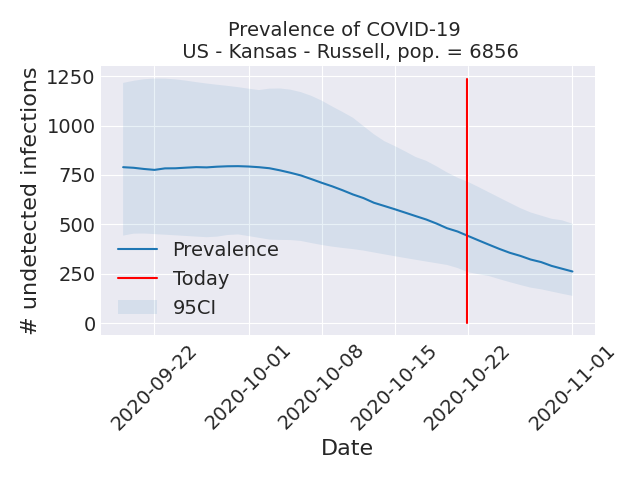 Prevalence of COVID-19
US - Kansas - Russell, pop. = 6856
# undetected infections
1250
1000
750
500
250
0
Prevalence
Today
95CI
2020-09-22
2020-10-01
2020-10-08
2020-10-15
2020-10-22
2020-11-01
Date